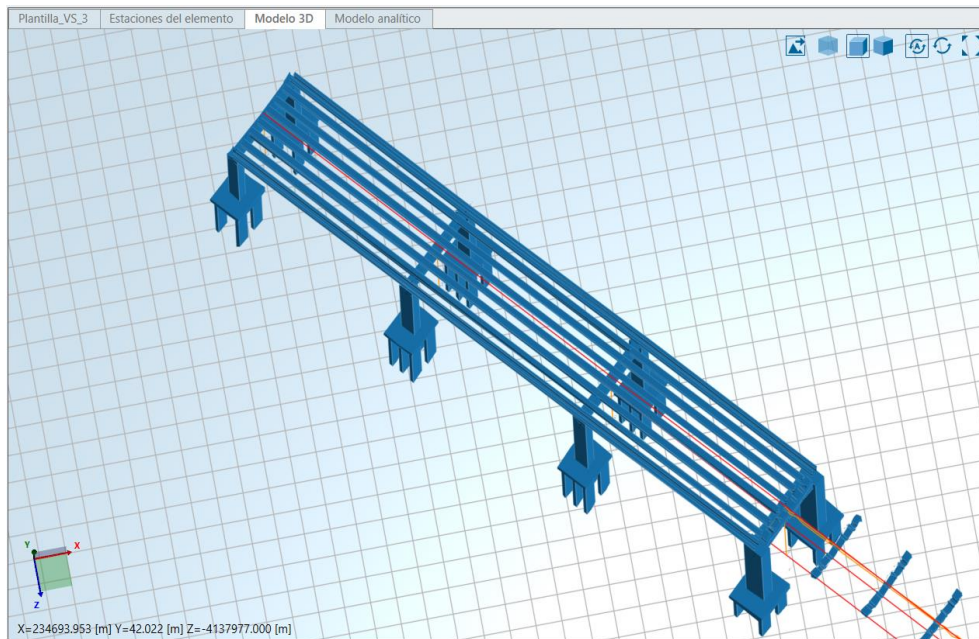 Plantilla_VS_3
Estaciones del elemento
Modelo 3D
Modelo analítico
A
Y
X
Z
X=234693.953 [m] Y=42.022 [m] Z=-4137977.000 [m]